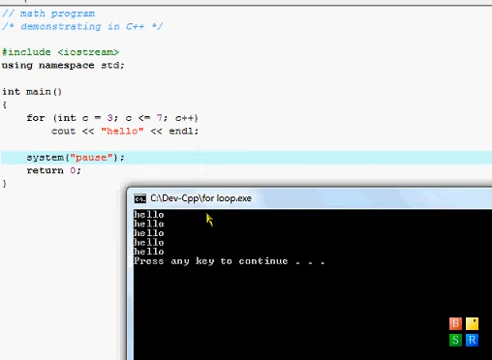 // math program
/* demonstrating in C++ */
#include <iostream>
using namespace std;
int main()
{
for (int c = 3; c <= 7; c++)
cout << "hello" << endl;
system("pause");
return 0;
}
C:\Dev-Cpp\for loop.exe
hello
hello
hello
hello
hello
Press any key to continue . . .
B
S R